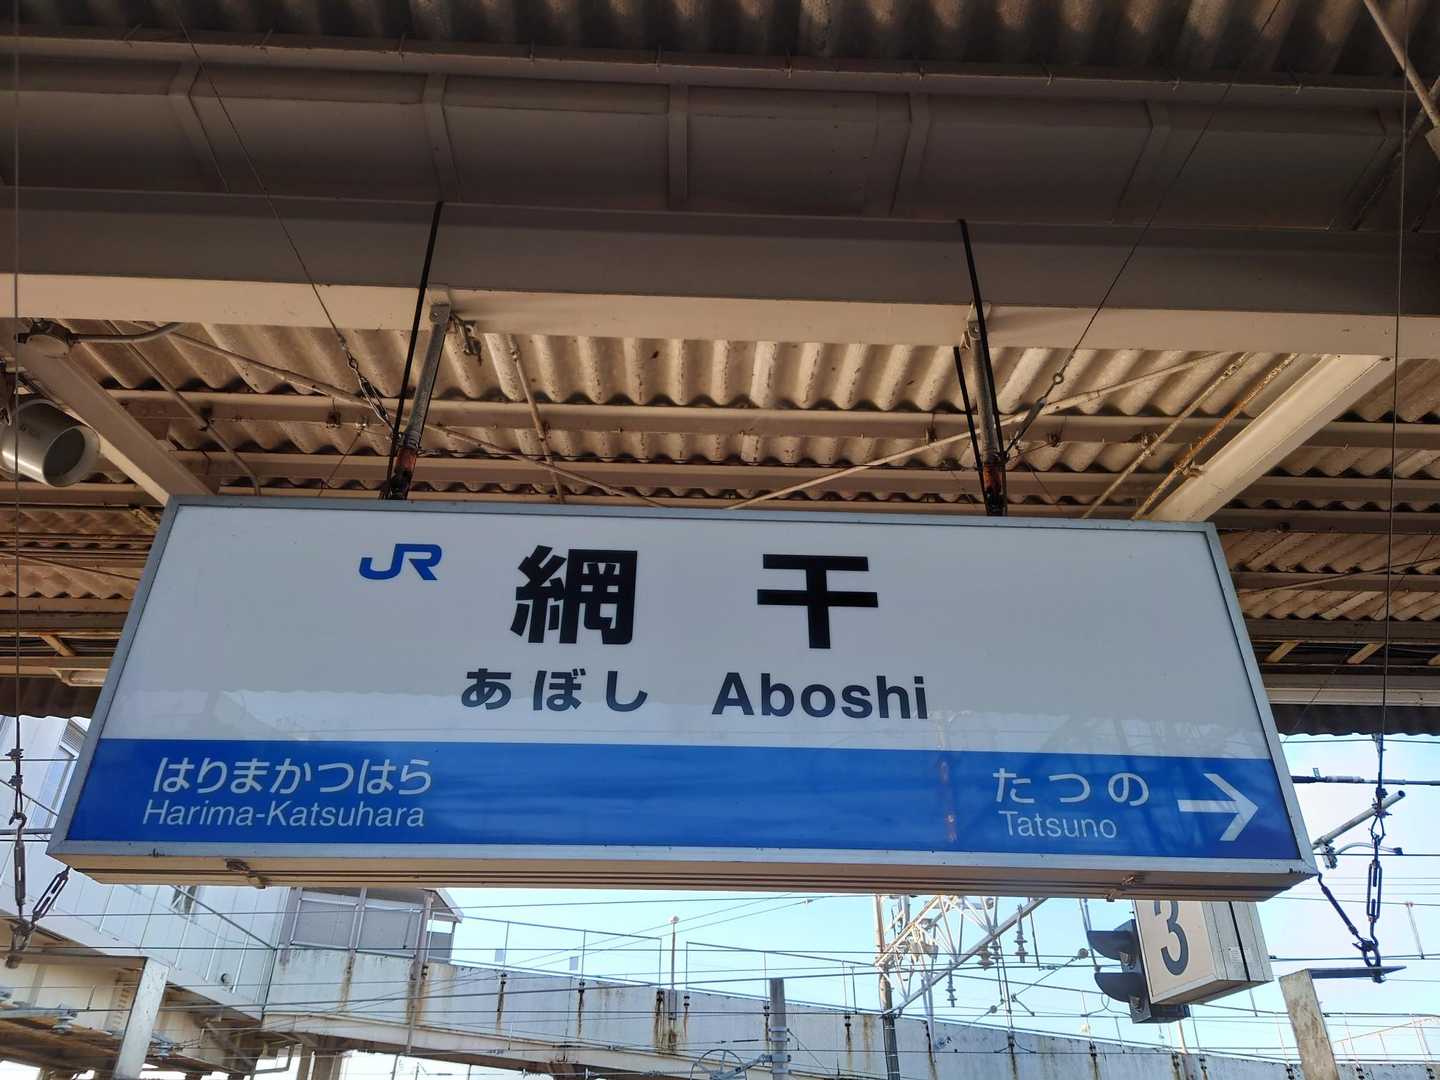 JR 網干
あぼし Aboshi
はりまかつはら
Harima-Katsuhara
たつの →
Tatsuno
3